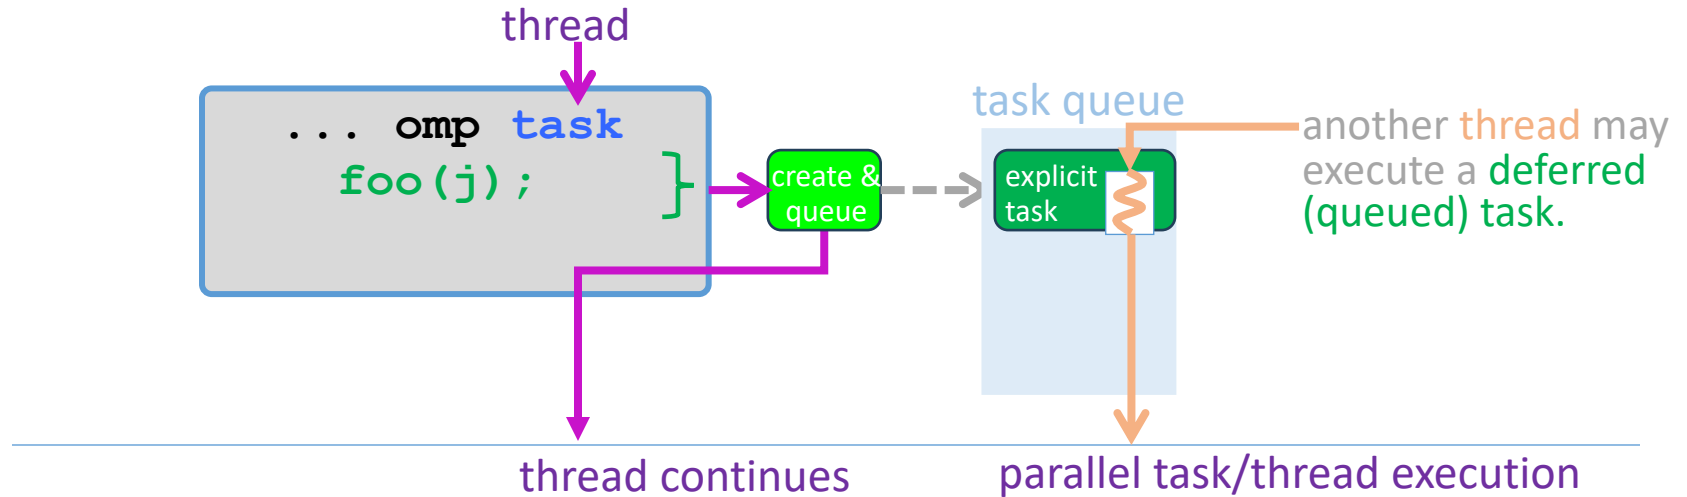 thread
... omp task
foo(j);
create &
queue
task queue
explicit
task
another thread may
execute a deferred
(queued) task.
thread continues
parallel task/thread execution